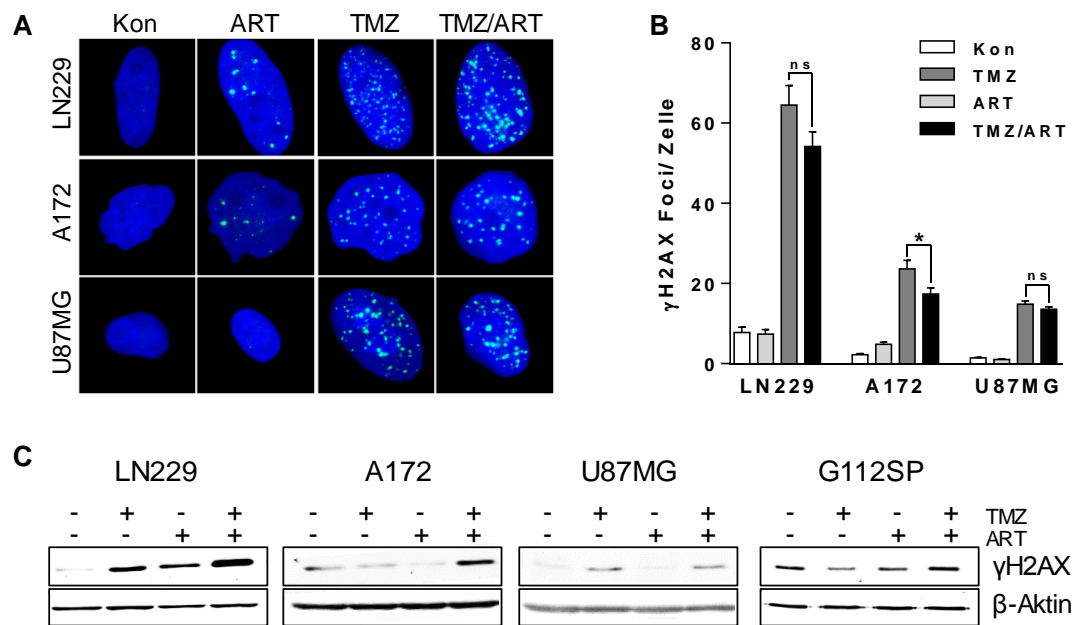 A
Kon ART TMZ TMZ/ART
LN229
A172
U87MG
B
γH2AX Foci/Zelle
80
60
40
20
0
ns
*
ns
Kon
TMZ
ART
TMZ/ART
LN229 A172 U87MG
C
LN229 A172 U87MG G112SP
- + - + - + - + - + - + - + - + TMZ
- - + + - - + + - - + + - - + + ART
γH2AX
β-Aktin